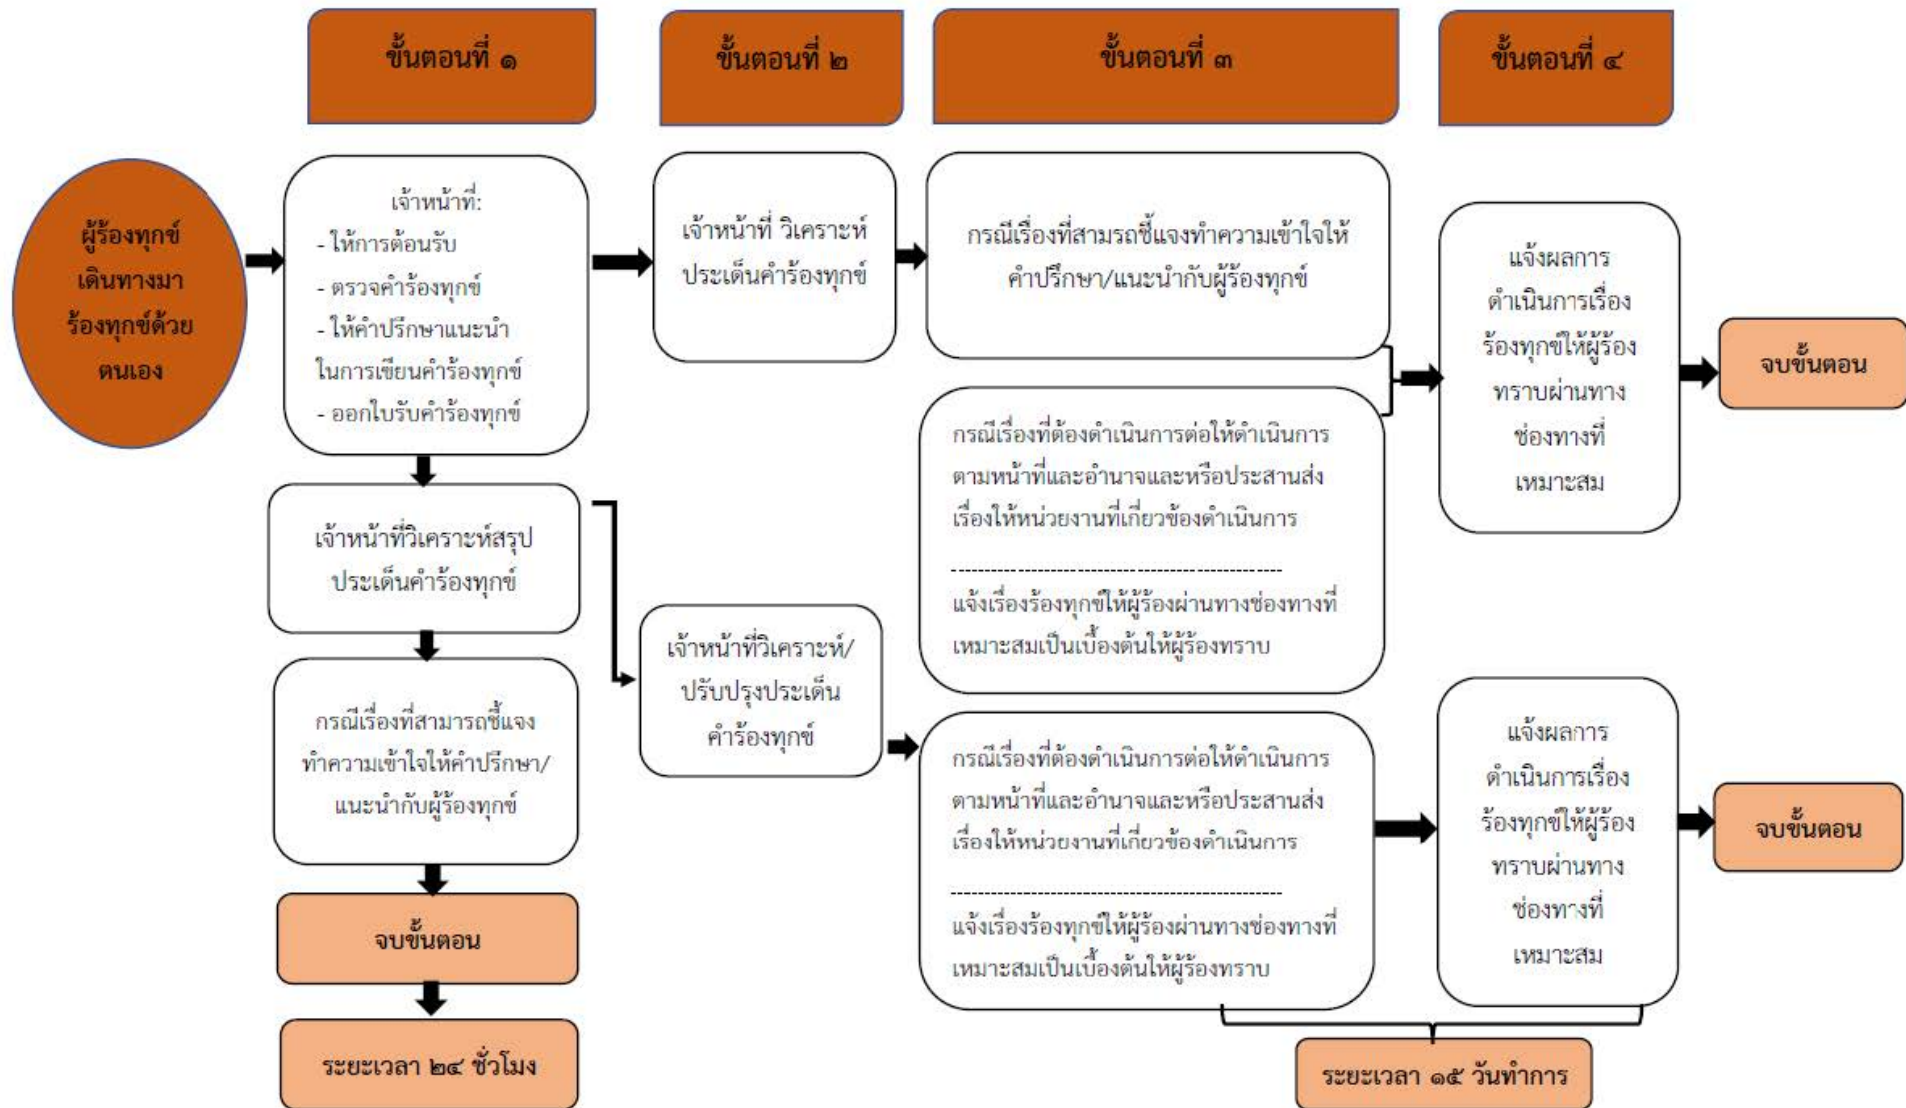 ขั้นตอนที่ ๑
ขั้นตอนที่ ๒
ขั้นตอนที่ ๓
ขั้นตอนที่ ๔
ผู้ร้องทุกข์
เดินทางมา
ร้องทุกข์ด้วย
ตนเอง
เจ้าหน้าที่:
- ให้การต้อนรับ
- ตรวจคำร้องทุกข์
- ให้คำปรึกษาแนะนำ
ในการเขียนคำร้องทุกข์
- ออกใบรับคำร้องทุกข์
เจ้าหน้าที่ วิเคราะห์
ประเด็นคำร้องทุกข์
กรณีเรื่องที่สามรถชี้แจงทำความเข้าใจให้
คำปรึกษา/แนะนำกับผู้ร้องทุกข์
แจ้งผลการ
ดำเนินการเรื่อง
ร้องทุกข์ให้ผู้ร้อง
ทราบผ่านทาง
ช่องทางที่
เหมาะสม
จบขั้นตอน
กรณีเรื่องที่ต้องดำเนินการต่อให้ดำเนินการ
ตามหน้าที่และอำนาจและหรือประสานส่ง
เรื่องให้หน่วยงานที่เกี่ยวข้องดำเนินการ
แจ้งเรื่องร้องทุกข์ให้ผู้ร้องผ่านทางช่องทางที่
เหมาะสมเป็นเบื้องต้นให้ผู้ร้องทราบ
เจ้าหน้าที่วิเคราะห์สรุป
ประเด็นคำร้องทุกข์
เจ้าหน้าที่วิเคราะห์/
ปรับปรุงประเด็น
คำร้องทุกข์
กรณีเรื่องที่สามารถชี้แจง
ทำความเข้าใจให้คำปรึกษา/
แนะนำกับผู้ร้องทุกข์
กรณีเรื่องที่ต้องดำเนินการต่อให้ดำเนินการ
ตามหน้าที่และอำนาจและหรือประสานส่ง
เรื่องให้หน่วยงานที่เกี่ยวข้องดำเนินการ
แจ้งเรื่องร้องทุกข์ให้ผู้ร้องผ่านทางช่องทางที่
เหมาะสมเป็นเบื้องต้นให้ผู้ร้องทราบ
แจ้งผลการ
ดำเนินการเรื่อง
ร้องทุกข์ให้ผู้ร้อง
ทราบผ่านทาง
ช่องทางที่
เหมาะสม
จบขั้นตอน
จบขั้นตอน
ระยะเวลา ๒๔ ชั่วโมง
ระยะเวลา ๑๕ วันทำการ